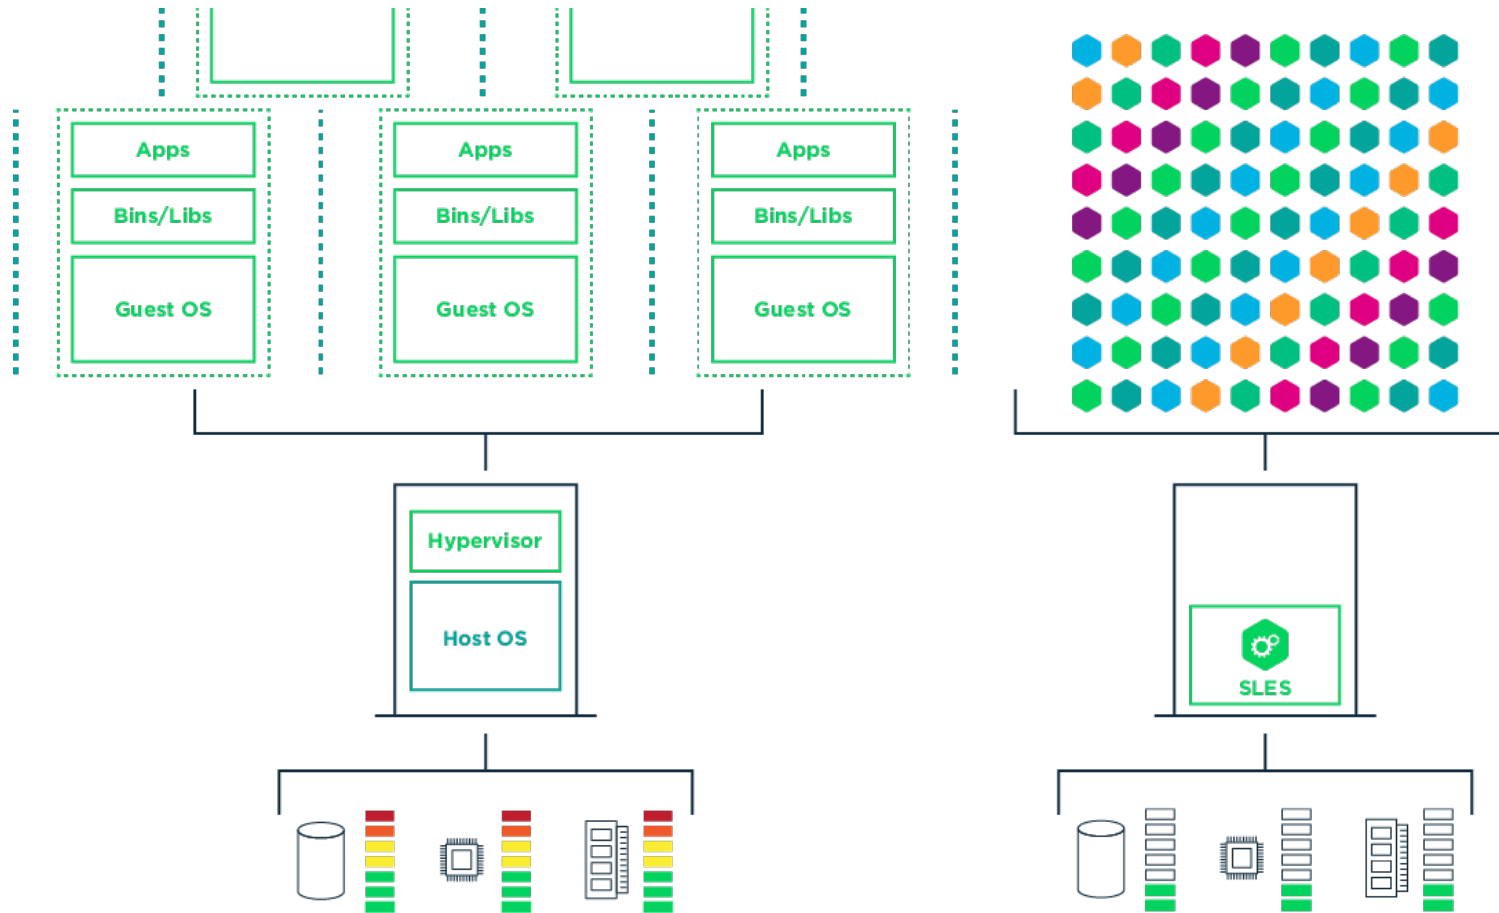 Apps
Apps
Apps
Bins/Libs
Bins/Libs
Bins/Libs
Guest OS
Guest OS
Guest OS
Hypervisor
Host OS
SLES